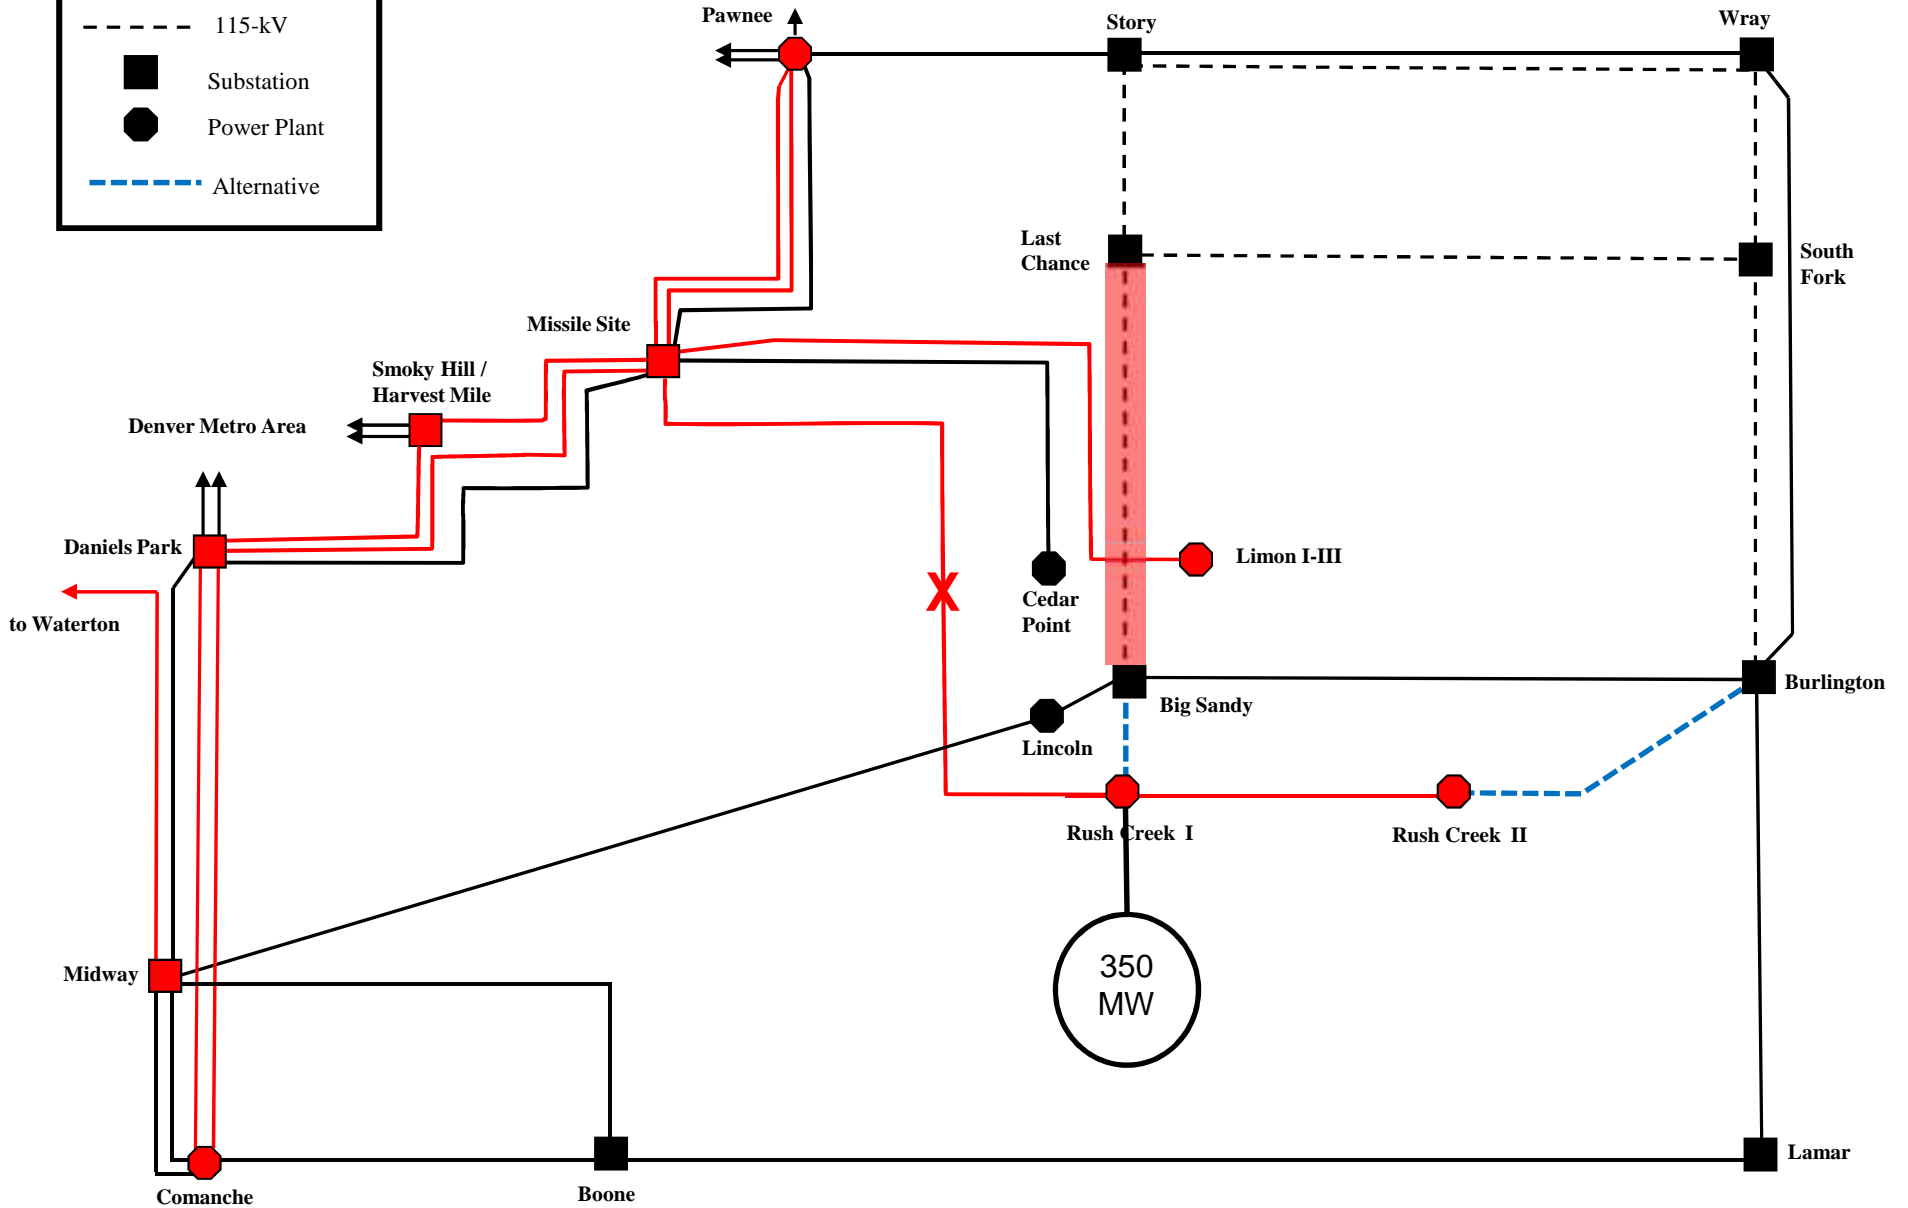 115-kV
Substation
Power Plant
Alternative
Pawnee
Story
Wray
Last
Chance
South
Fork
Missile Site
Smoky Hill /
Harvest Mile
Denver Metro Area
Daniels Park
to Waterton
X
Limon I-III
Cedar
Point
Big Sandy
Burlington
Lincoln
Rush Creek I
Rush Creek II
350
MW
Midway
Comanche
Boone
Lamar